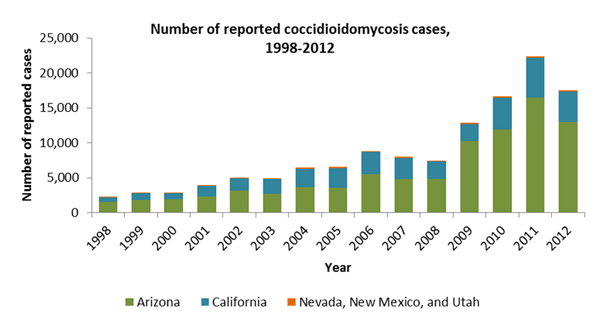 Number of reported coccidioidomycosis cases,
1998-2012
Number of reported cases
25,000
20,000
15,000
10,000
5,000
0
1998 1999 2000 2001 2002 2003 2004 2005 2006 2007 2008 2009 2010 2011 2012
Year
Arizona California Nevada, New Mexico, and Utah